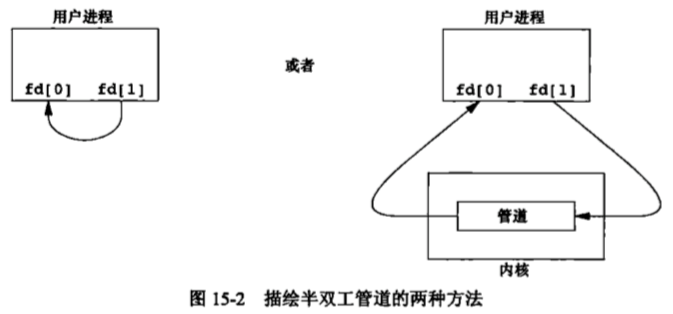 用户进程
fd[0] fd[1]
或者
用户进程
fd[0] fd[1]
管道
内核
图 15-2 描绘半双工管道的两种方法